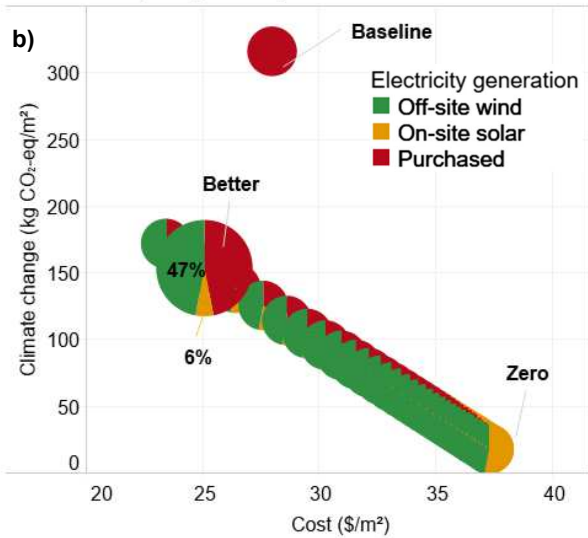 b)
Baseline
Electricity generation
Off-site wind
On-site solar
Purchased
Better
47%
6%
Zero
Climate change (kg CO₂-eq/m²)
300
250
200
150
100
50
0
20
25
30
35
40
Cost ($/m²)